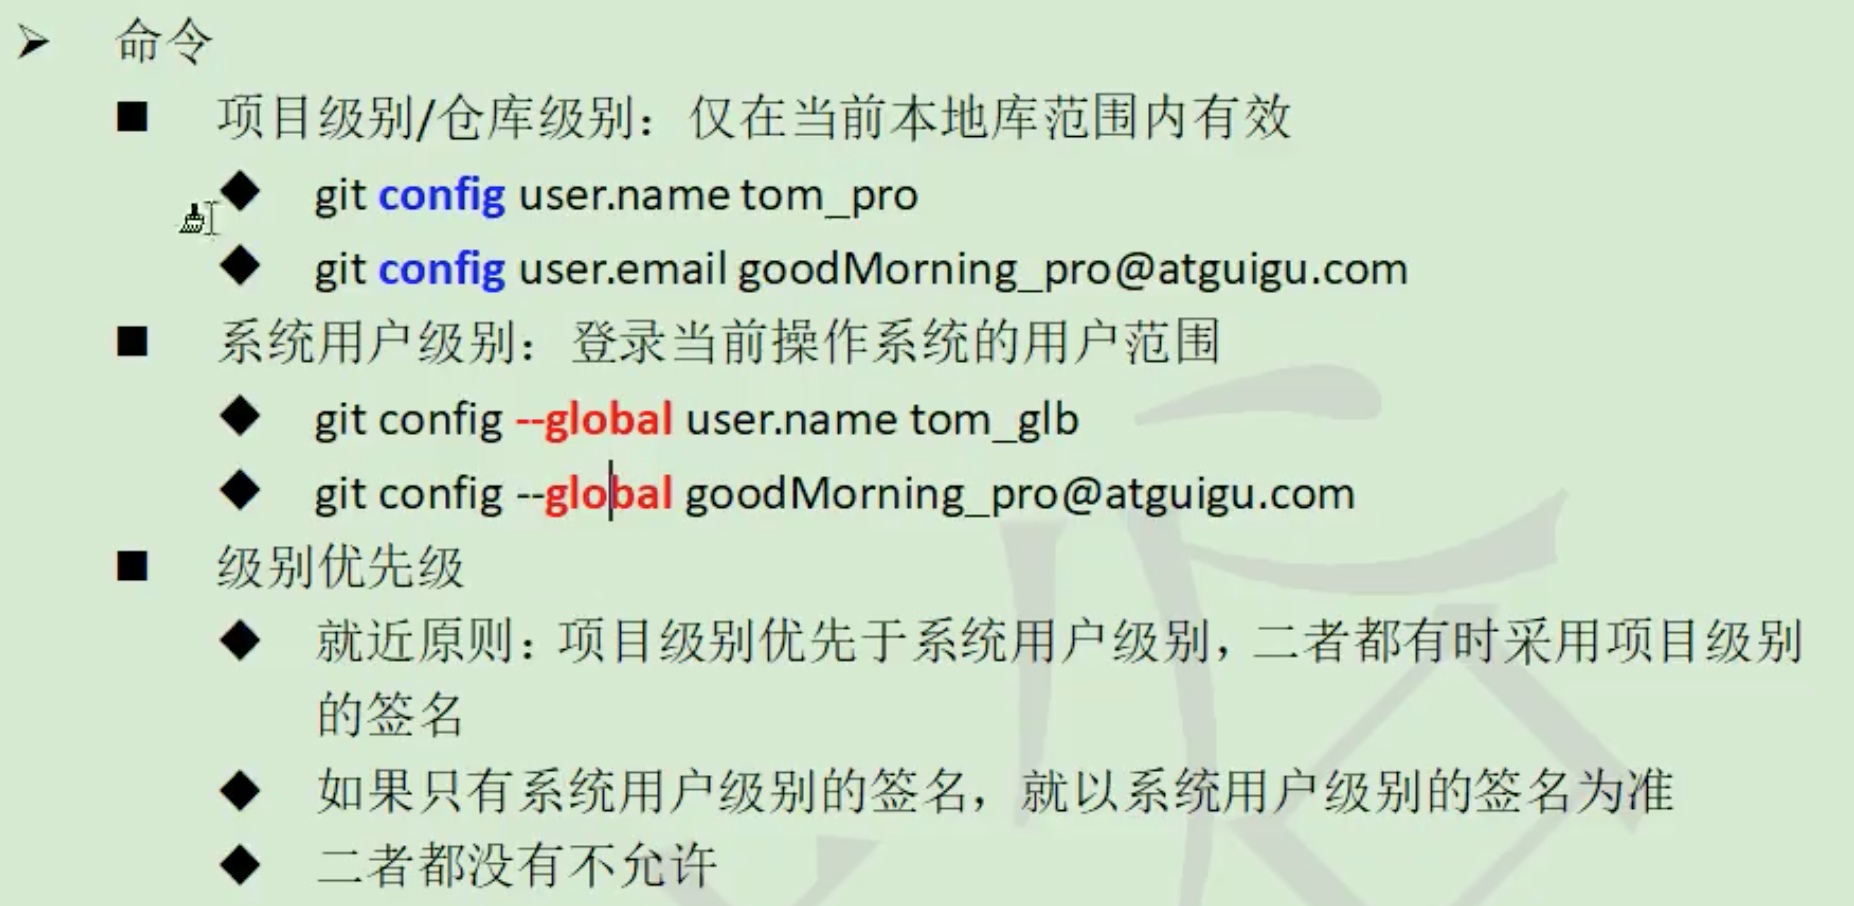 命令
项目级别/仓库级别：仅在当前本地库范围内有效
git config user.name tom_pro
git config user.email goodMorning_pro@atguigu.com
系统用户级别：登录当前操作系统的用户范围
git config --global user.name tom_glb
git config --global goodMorning_pro@atguigu.com
级别优先级
就近原则：项目级别优先于系统用户级别，二者都有时采用项目级别
的签名
如果只有系统用户级别的签名，就以系统用户级别的签名为准
二者都没有不允许